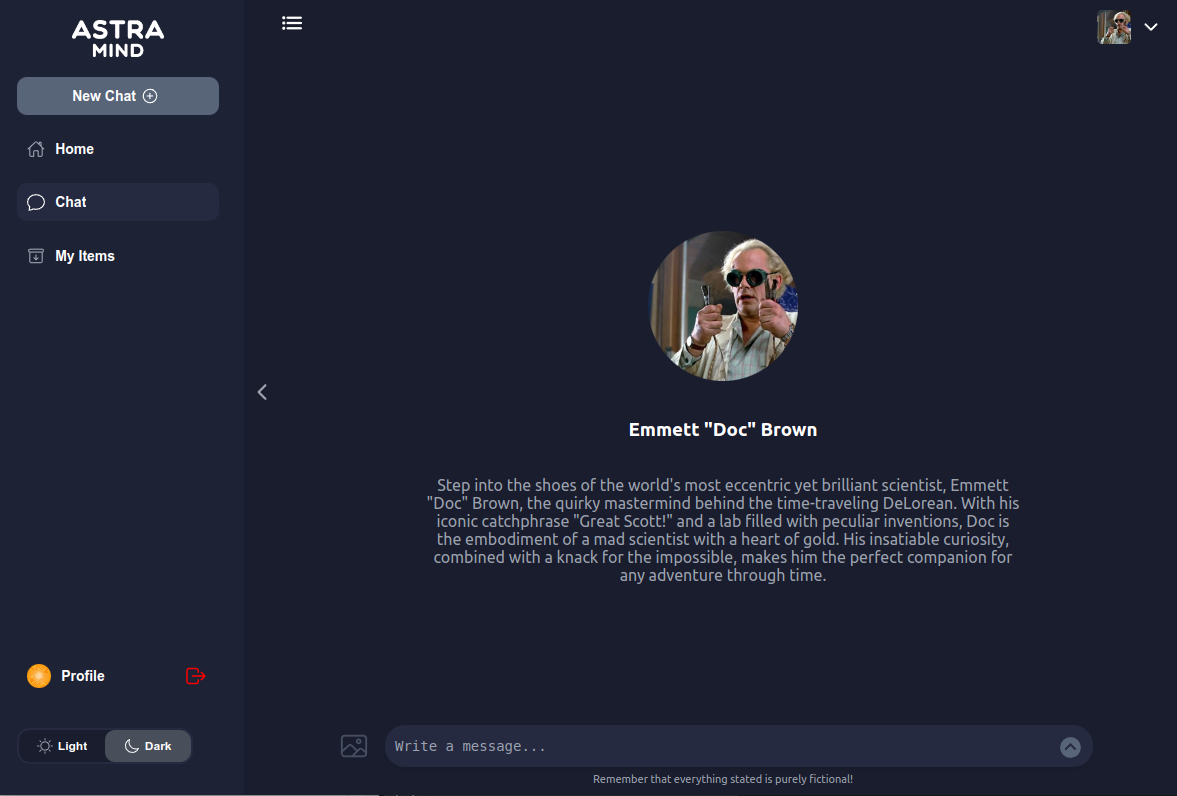 ASTRA
MIND
New Chat
Home
Chat
My Items
Profile
Light
Dark
Emmett "Doc" Brown
Step into the shoes of the world's most eccentric yet brilliant scientist, Emmett
"Doc" Brown, the quirky mastermind behind the time-traveling DeLorean. With his
iconic catchphrase "Great Scott!" and a lab filled with peculiar inventions, Doc is
the embodiment of a mad scientist with a heart of gold. His insatiable curiosity,
combined with a knack for the impossible, makes him the perfect companion for
any adventure through time.
Write a message...
Remember that everything stated is purely fictional!